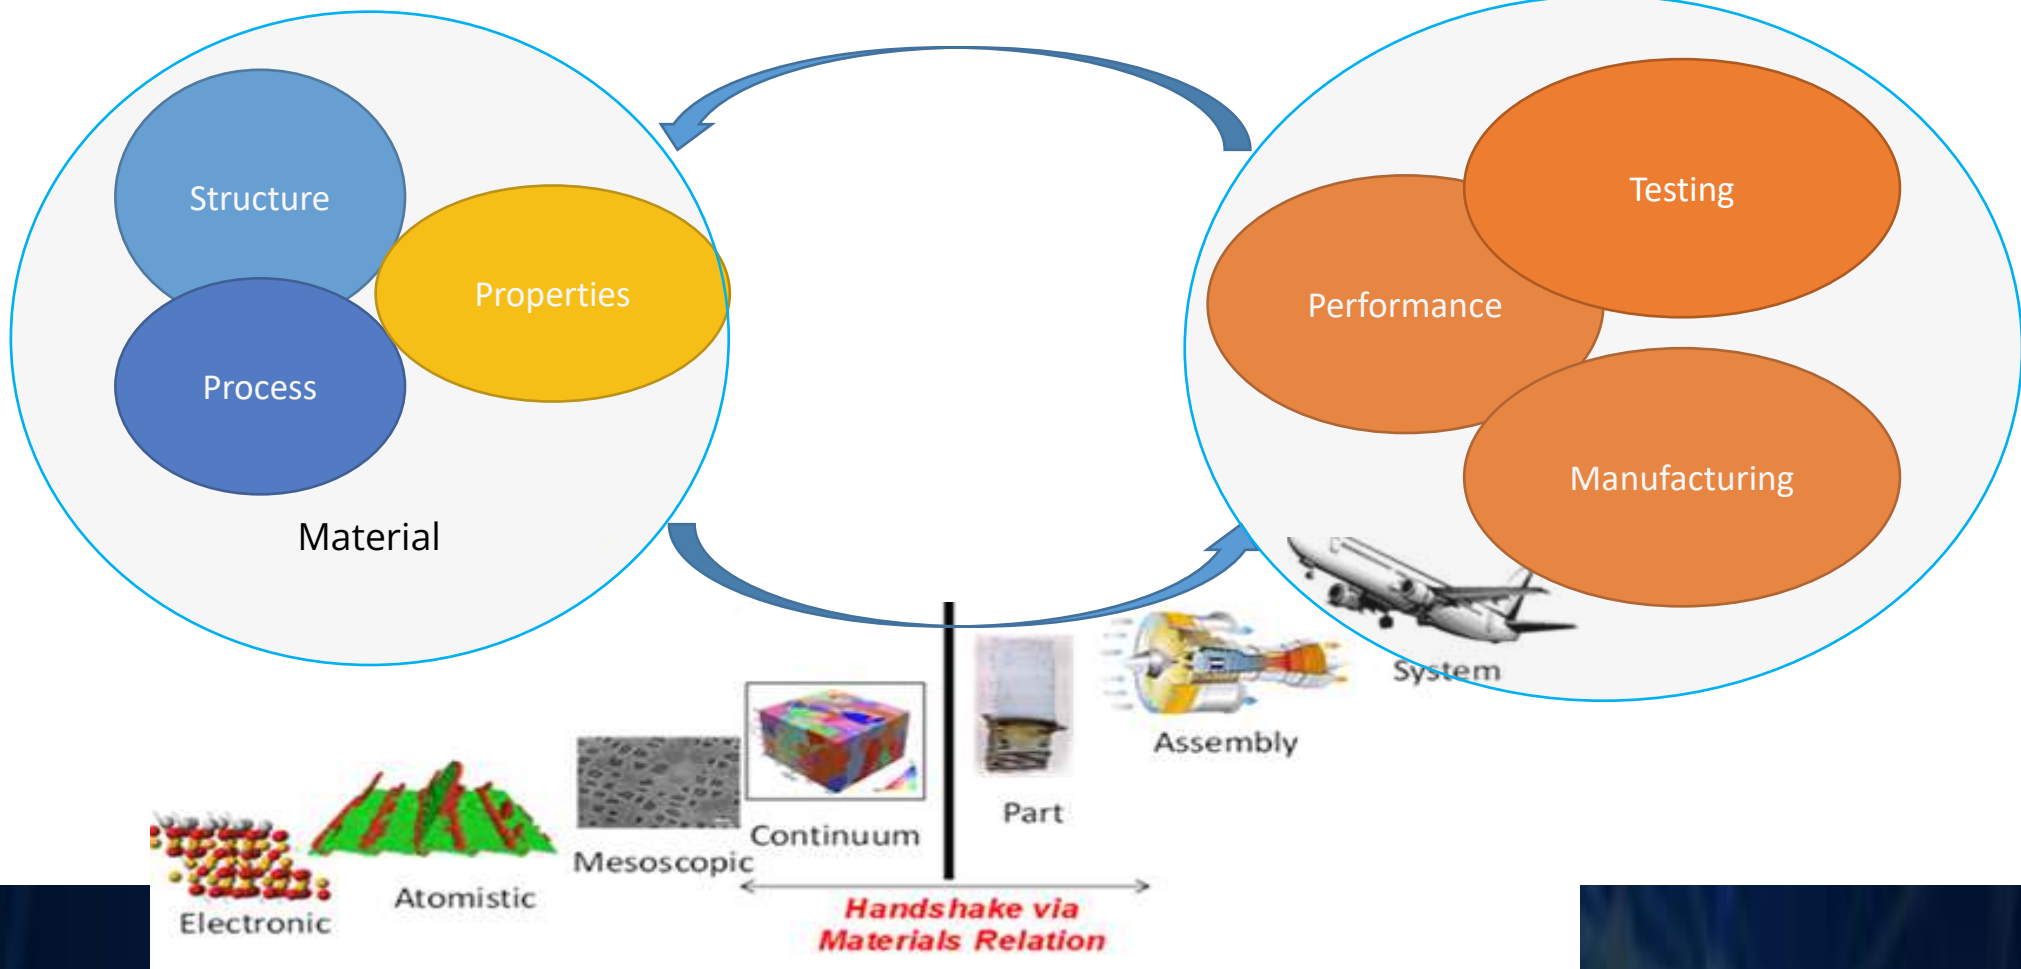 Structure
Testing
Properties
Performance
Process
Manufacturing
Material
System
Assembly
Part
Continuum
Mesoscopic
Atomistic
Electronic
Handshake via
Materials Relation